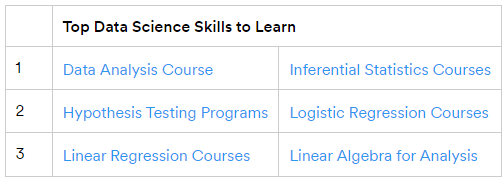 Top Data Science Skills to Learn
1 Data Analysis Course Inferential Statistics Courses
2 Hypothesis Testing Programs Logistic Regression Courses
3 Linear Regression Courses Linear Algebra for Analysis